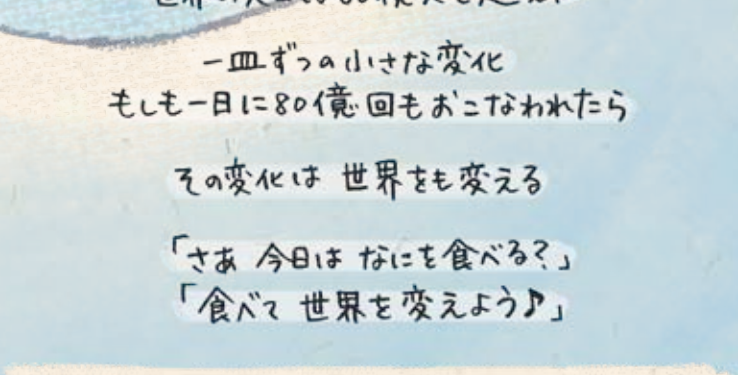 一皿ずつの小さな変化
もしも一日に80億回もおこなわれたら
その変化は 世界をも変える
「さあ 今日は なにを食べる?」
「食べて 世界を変えよう♪」